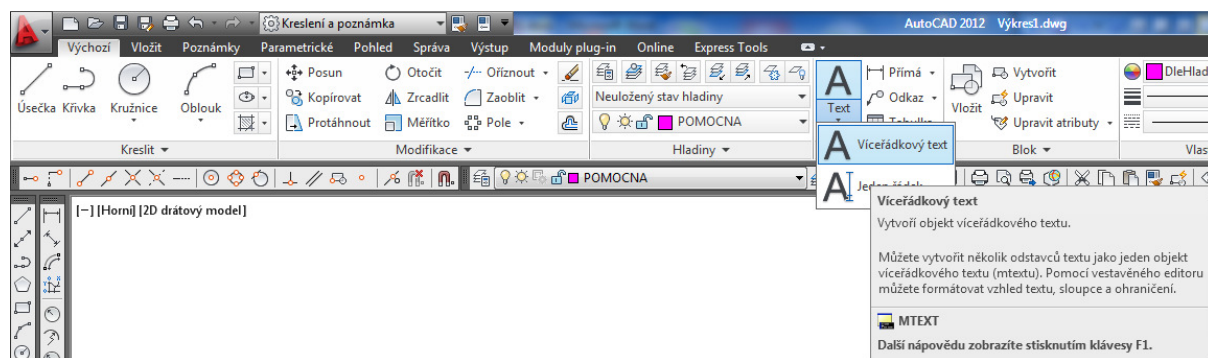 Kreslení a poznámka
AutoCAD 2012 Výkres1.dwg
Výchozí Vložit Poznámky Parametrické Pohled Správa Výstup Moduly plug-in Online Express Tools
Úsečka Křivka Kružnice Oblouk
Kreslit
Posun Otočit Oříznout
Kopírovat Zrcadlit Zaoblit
Protáhnout Měřítko Pole
Modifikace
Neuložený stav hladiny
POMOCNA
Hladiny
A
Text
Přímá
Odkaz
Tabulka
Vložit
Vytvořit
Upravit
Upravit atributy
Blok
DleHlad
Vlas
POMOCNA
A Víceřádkový text
A Jeden řádek
[−] [Horní] [2D drátový model]
Víceřádkový text
Vytvoří objekt víceřádkového textu.
Můžete vytvořit několik odstavců textu jako jeden objekt
víceřádkového textu (mtextu). Pomocí vestavěného editoru
můžete formátovat vzhled textu, sloupce a ohraničení.
MTEXT
Další nápovědu zobrazíte stisknutím klávesy F1.